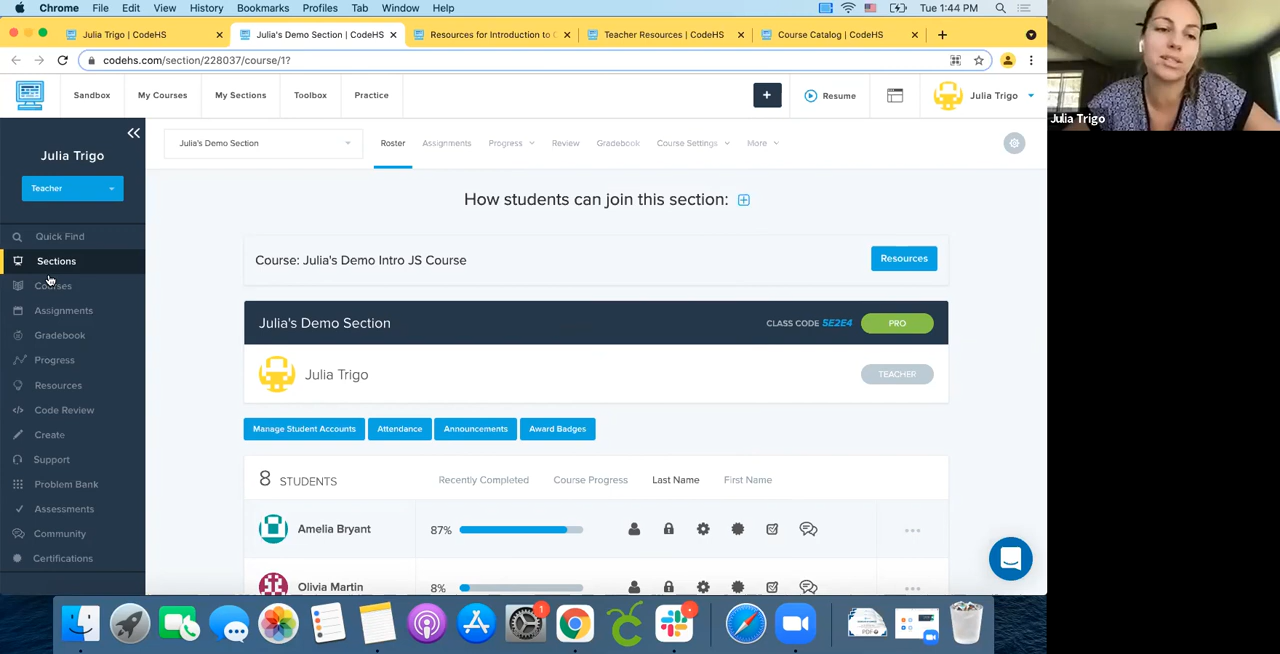 Chrome File Edit View History Bookmarks Profiles Tab Window Help Tue 1:44 PM
Julia Trigo | CodeHS Julia's Demo Section | CodeHS Resources for Introduction to C Teacher Resources | CodeHS Course Catalog | CodeHS
codehs.com/section/228037/course/1?
Sandbox My Courses My Sections Toolbox Practice + Resume Julia Trigo
Julia Trigo
Julia Trigo
Teacher
Quick Find
Sections
Courses
Assignments
Gradebook
Progress
Resources
Code Review
Create
Support
Problem Bank
Assessments
Community
Certifications
Julia's Demo Section Roster Assignments Progress Review Gradebook Course Settings More
How students can join this section:
Course: Julia's Demo Intro JS Course Resources
Julia's Demo Section CLASS CODE 5E2E4 PRO
Julia Trigo TEACHER
Manage Student Accounts Attendance Announcements Award Badges
8 STUDENTS Recently Completed Course Progress Last Name First Name
Amelia Bryant 87%
Olivia Martin 8%
1
PDF